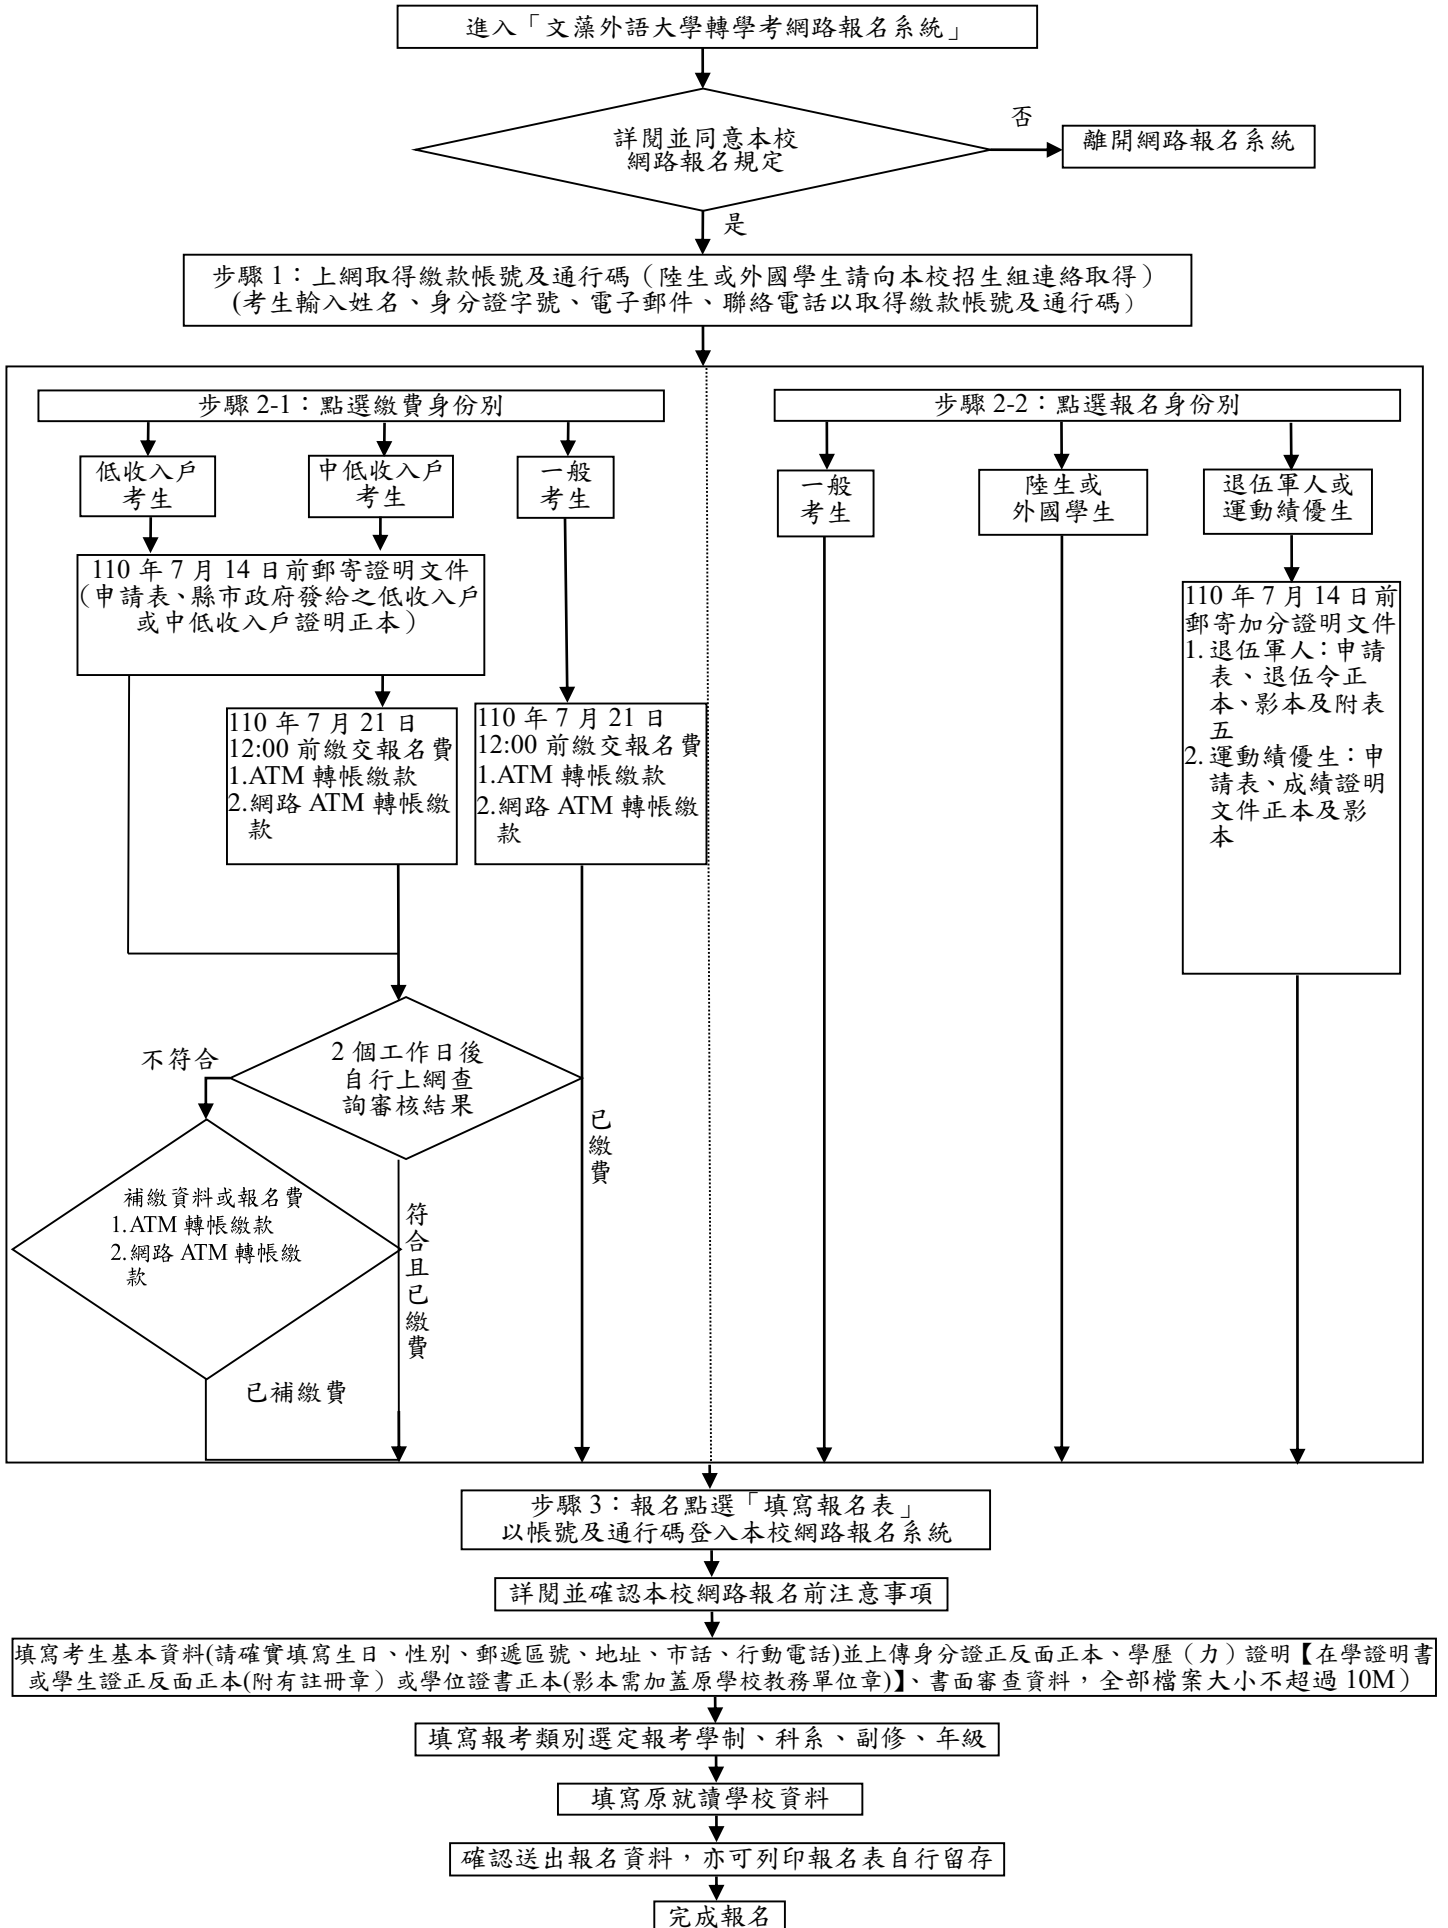 進入「文藻外語大學轉學考網路報名系統」
詳閱並同意本校
網路報名規定
否
離開網路報名系統
是
步驟 1：上網取得繳款帳號及通行碼（陸生或外國學生請向本校招生組連絡取得）
(考生輸入姓名、身分證字號、電子郵件、聯絡電話以取得繳款帳號及通行碼)
步驟 2-1：點選繳費身份別
低收入戶
考生
中低收入戶
考生
一般
考生
110 年 7 月 14 日前郵寄證明文件
（申請表、縣市政府發給之低收入戶
或中低收入戶證明正本）
110 年 7 月 21 日
12:00 前繳交報名費
1.ATM 轉帳繳款
2.網路 ATM 轉帳繳
款
110 年 7 月 21 日
12:00 前繳交報名費
1.ATM 轉帳繳款
2.網路 ATM 轉帳繳
款
2 個工作日後
自行上網查
詢審核結果
不符合
已繳費
補繳資料或報名費
1.ATM 轉帳繳款
2.網路 ATM 轉帳繳
款
符合且已繳費
已補繳費
步驟 2-2：點選報名身份別
一般
考生
陸生或
外國學生
退伍軍人或
運動績優生
110 年 7 月 14 日前
郵寄加分證明文件
1. 退伍軍人：申請
表、退伍令正
本、影本及附表
五
2. 運動績優生：申
請表、成績證明
文件正本及影
本
步驟 3：報名點選「填寫報名表」
以帳號及通行碼登入本校網路報名系統
詳閱並確認本校網路報名前注意事項
填寫考生基本資料(請確實填寫生日、性別、郵遞區號、地址、市話、行動電話)並上傳身分證正反面正本、學歷（力）證明【在學證明書
或學生證正反面正本(附有註冊章）或學位證書正本(影本需加蓋原學校教務單位章)】、書面審查資料，全部檔案大小不超過 10M）
填寫報考類別選定報考學制、科系、副修、年級
填寫原就讀學校資料
確認送出報名資料，亦可列印報名表自行留存
完成報名